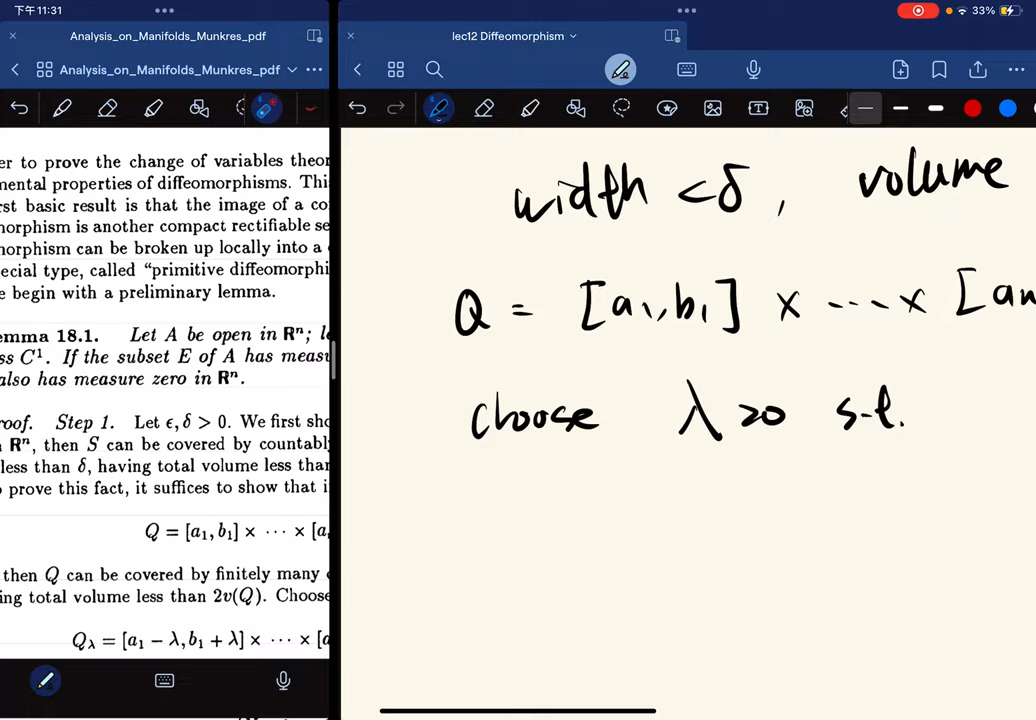 下午11:31
33%
Analysis_on_Manifolds_Munkres_pdf
lec12 Diffeomorphism
Analysis_on_Manifolds_Munkres_pdf
er to prove the change of variables theor
mental properties of diffeomorphisms. Thi
rst basic result is that the image of a co
morphism is another compact rectifiable se
morphism can be broken up locally into a
ecial type, called "primitive diffeomorphi
e begin with a preliminary lemma.
emma 18.1. Let A be open in Rⁿ; l
ss C¹. If the subset E of A has meas
also has measure zero in Rⁿ.
roof. Step 1. Let ϵ, δ > 0. We first sho
Rⁿ, then S can be covered by countabl
less than δ, having total volume less than
o prove this fact, it suffices to show that i
Q = [a₁, b₁] × ··· × [a
then Q can be covered by finitely many
ing total volume less than 2v(Q). Choose
Qλ = [a₁ − λ, b₁ + λ] × ··· × [a
width < δ , volume
Q = [a₁, b₁] × ··· × [an
choose λ>0 s.t.